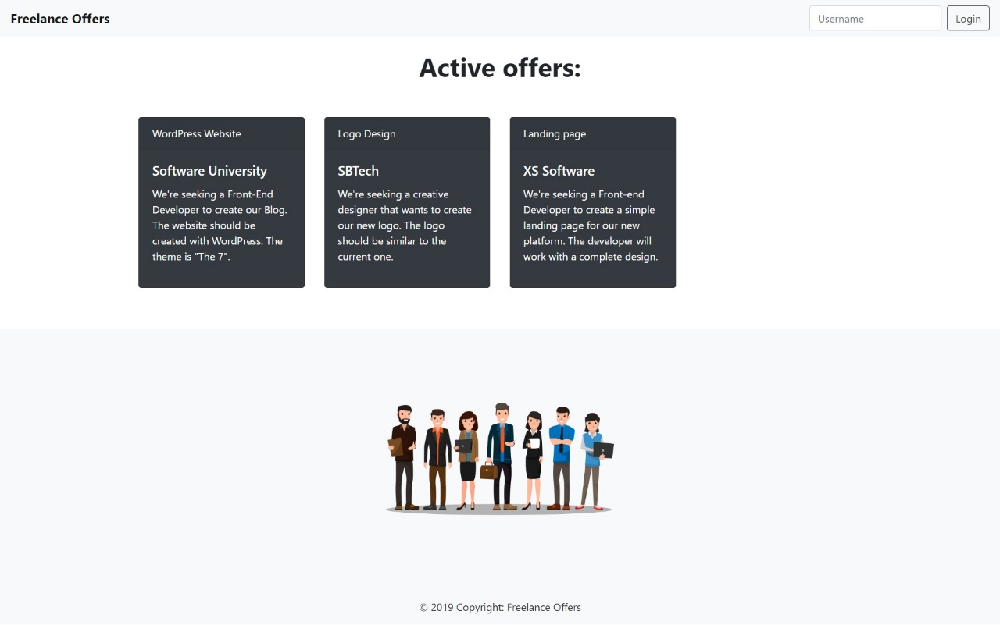 Freelance Offers
Username
Login
Active offers:
WordPress Website
Software University
We're seeking a Front-End
Developer to create our Blog.
The website should be
created with WordPress. The
theme is "The 7".
Logo Design
SBTech
We're seeking a creative
designer that wants to create
our new logo. The logo
should be similar to the
current one.
Landing page
XS Software
We're seeking a Front-end
Developer to create a simple
landing page for our new
platform. The developer will
work with a complete design.
© 2019 Copyright: Freelance Offers